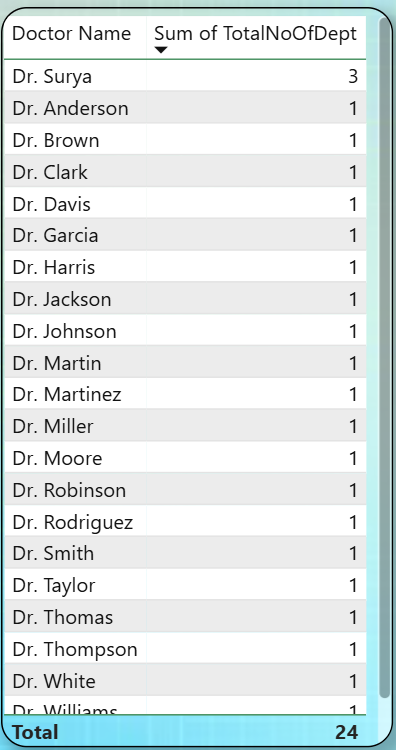 Doctor Name Sum of TotalNoOfDept
Dr. Surya 3
Dr. Anderson 1
Dr. Brown 1
Dr. Clark 1
Dr. Davis 1
Dr. Garcia 1
Dr. Harris 1
Dr. Jackson 1
Dr. Johnson 1
Dr. Martin 1
Dr. Martinez 1
Dr. Miller 1
Dr. Moore 1
Dr. Robinson 1
Dr. Rodriguez 1
Dr. Smith 1
Dr. Taylor 1
Dr. Thomas 1
Dr. Thompson 1
Dr. White 1
Dr. Williams 1
Total 24